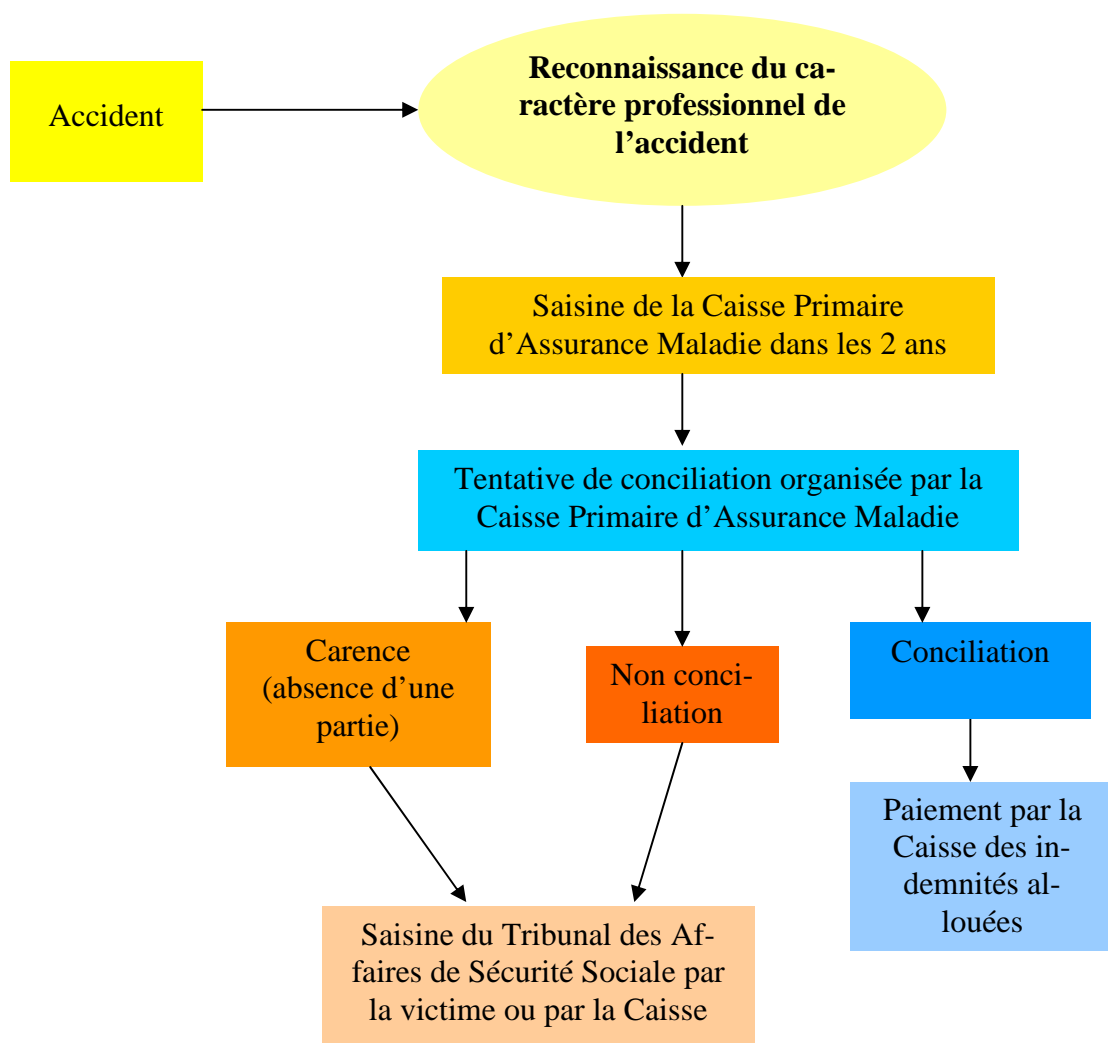 Accident
Reconnaissance du ca-
ractère professionnel de
l’accident
Saisine de la Caisse Primaire
d’Assurance Maladie dans les 2 ans
Tentative de conciliation organisée par la
Caisse Primaire d’Assurance Maladie
Carence
(absence d’une
partie)
Non conci-
liation
Conciliation
Paiement par la
Caisse des in-
demnités al-
louées
Saisine du Tribunal des Af-
faires de Sécurité Sociale par
la victime ou par la Caisse